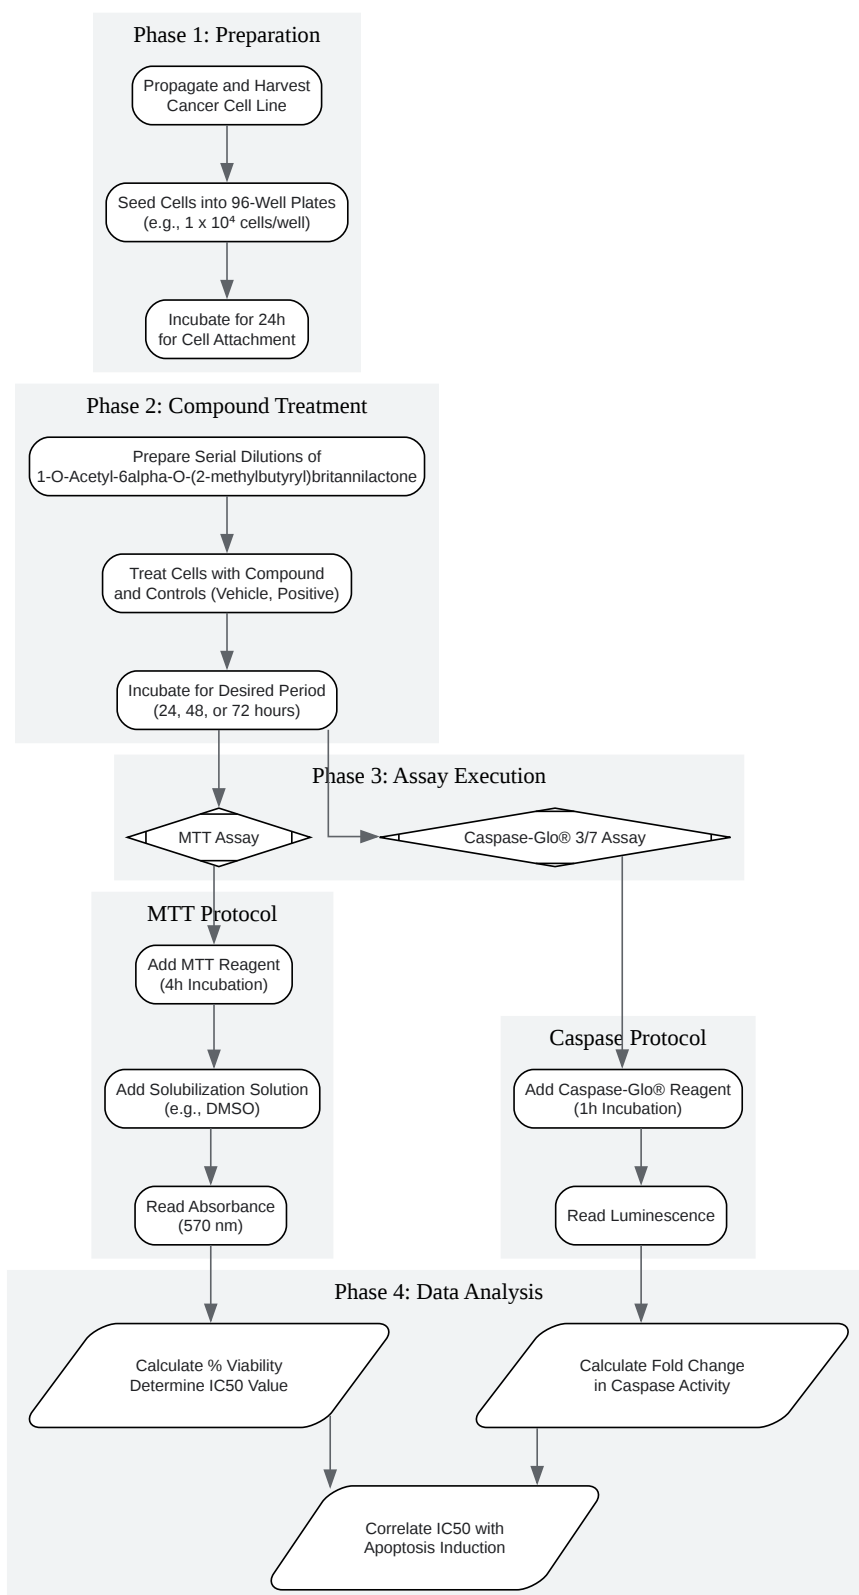 Phase 1: Preparation
Propagate and Harvest
Cancer Cell Line
Seed Cells into 96-Well Plates
(e.g., 1 x 10⁴ cells/well)
Incubate for 24h
for Cell Attachment
Phase 2: Compound Treatment
Prepare Serial Dilutions of
1-O-Acetyl-6alpha-O-(2-methylbutyryl)britannilactone
Treat Cells with Compound
and Controls (Vehicle, Positive)
Incubate for Desired Period
(24, 48, or 72 hours)
Phase 3: Assay Execution
MTT Assay
Caspase-Glo® 3/7 Assay
MTT Protocol
Add MTT Reagent
(4h Incubation)
Add Solubilization Solution
(e.g., DMSO)
Read Absorbance
(570 nm)
Caspase Protocol
Add Caspase-Glo® Reagent
(1h Incubation)
Read Luminescence
Phase 4: Data Analysis
Calculate % Viability
Determine IC50 Value
Calculate Fold Change
in Caspase Activity
Correlate IC50 with
Apoptosis Induction